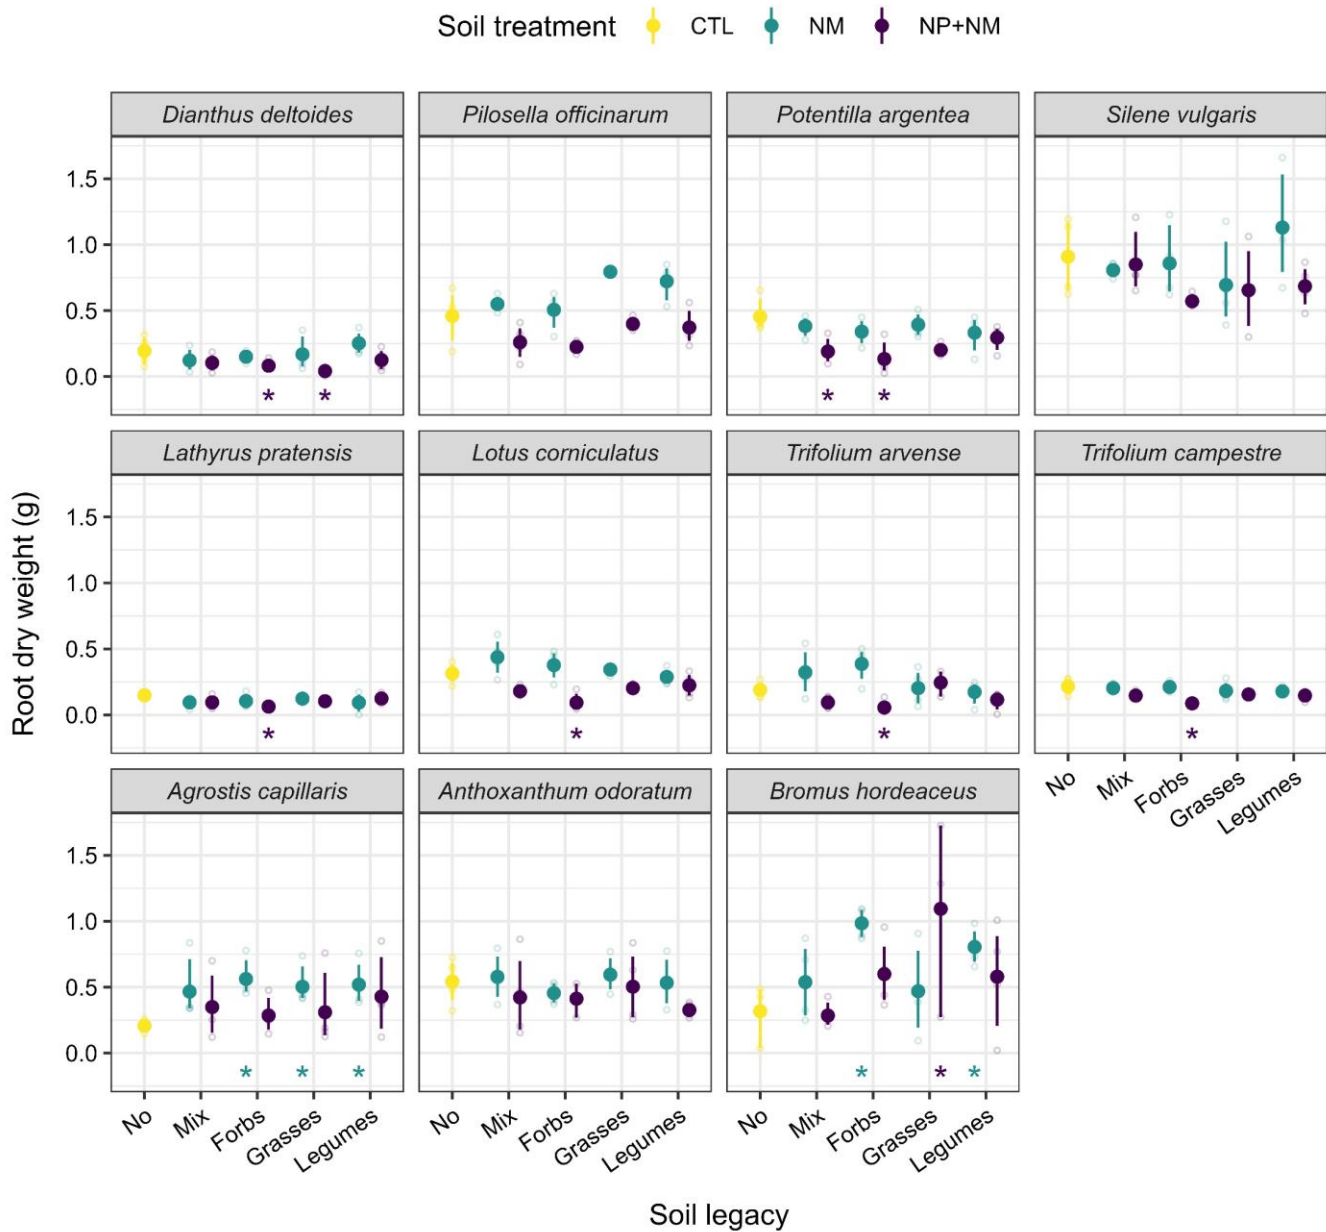 Soil treatment CTL NM NP+NM
Dianthus deltoides Pilosella officinarum Potentilla argentea Silene vulgaris
1.5
1.0
0.5
0.0
* * * *
Lathyrus pratensis Lotus corniculatus Trifolium arvense Trifolium campestre
Root dry weight (g)
1.5
1.0
0.5
0.0
* * * *
No Mix Forbs Grasses Legumes
Agrostis capillaris Anthoxanthum odoratum Bromus hordeaceus
1.5
1.0
0.5
0.0
* * * * * *
No Mix Forbs Grasses Legumes No Mix Forbs Grasses Legumes No Mix Forbs Grasses Legumes
Soil legacy